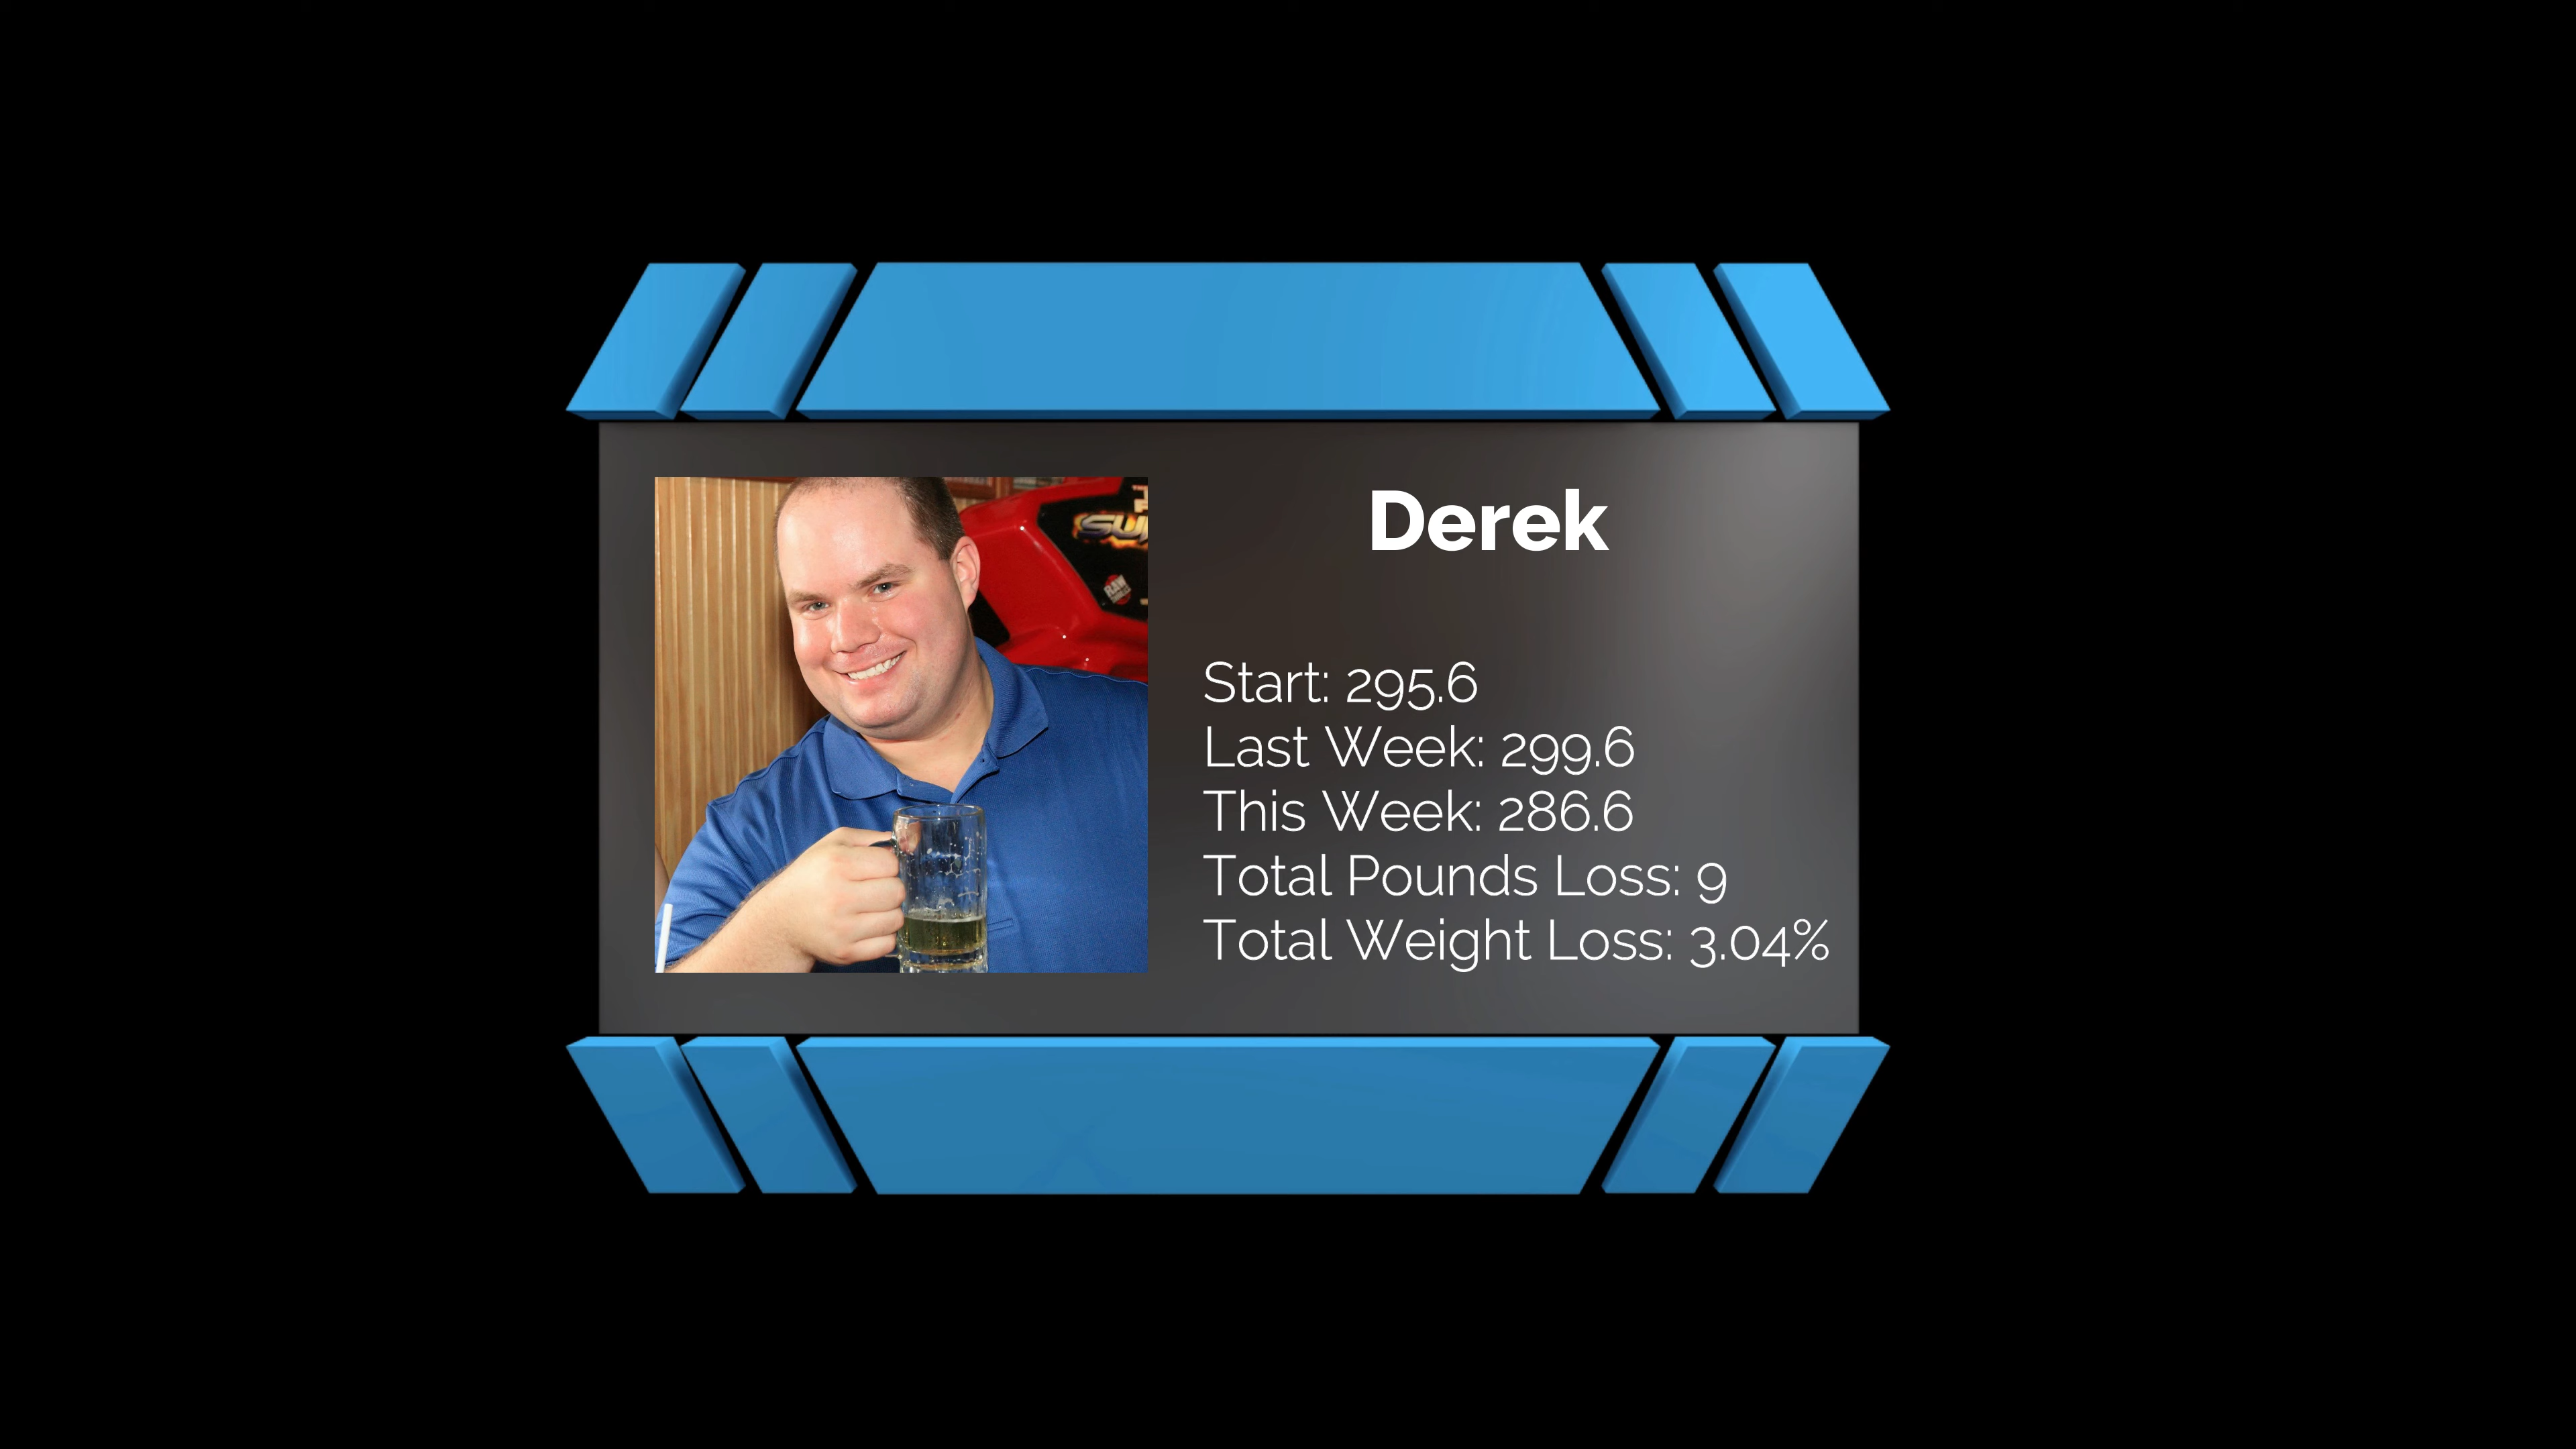 Derek
Start: 295.6
Last Week: 299.6
This Week: 286.6
Total Pounds Loss: 9
Total Weight Loss: 3.04%
RAW